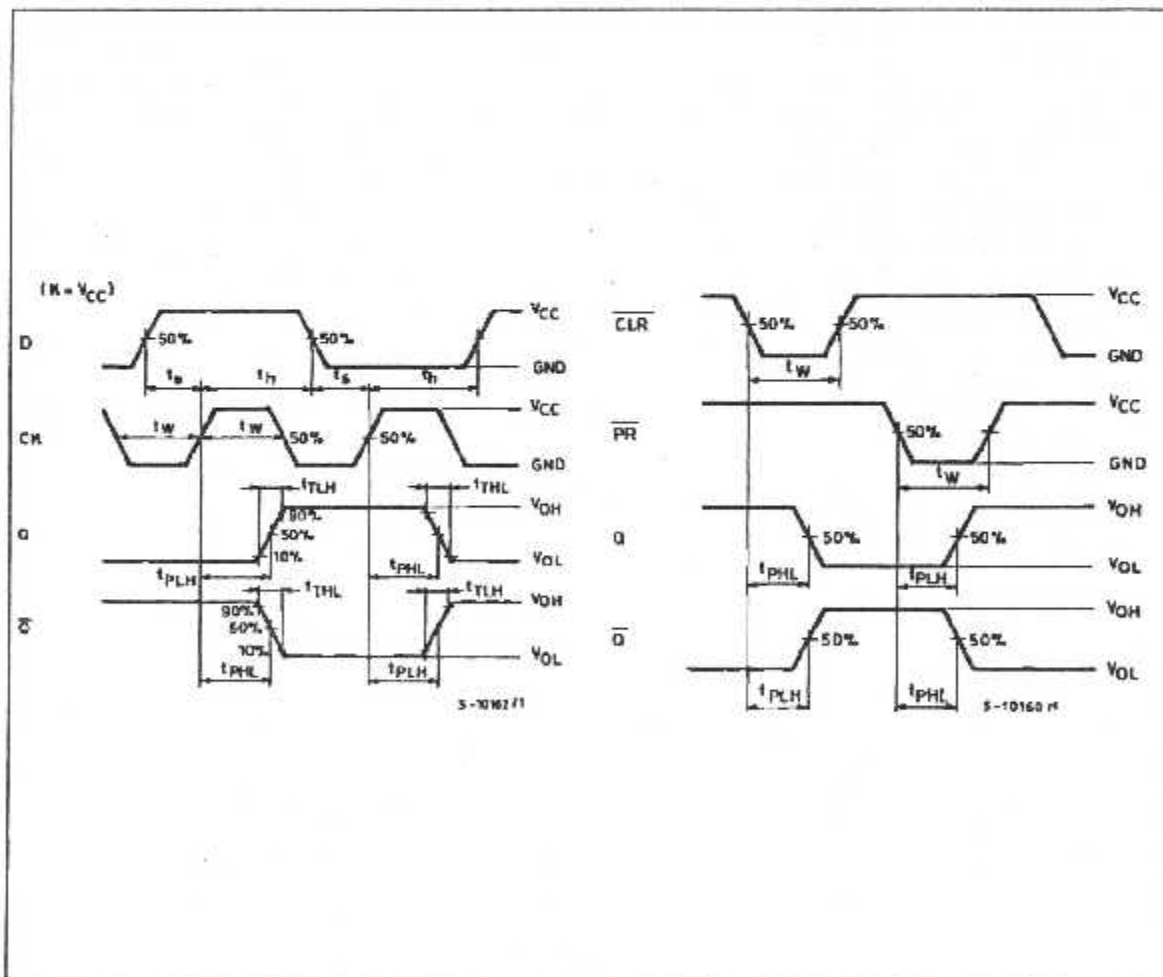 (K = VCC)
D
50%
50%
VCC
GND
ts
th
ts
th
CK
tW
tW
50%
50%
VCC
GND
tTLH
tTHL
Q
90%
50%
10%
VOH
VOL
tPLH
tPHL
tTHL
tTLH
Q̅
90%
50%
10%
VOH
VOL
tPHL
tPLH
S-10162/1
C̅L̅R̅
50%
50%
VCC
GND
tW
P̅R̅
50%
VCC
GND
tW
Q
50%
50%
VOH
VOL
tPHL
tPLH
Q̅
50%
50%
VOH
VOL
tPLH
tPHL